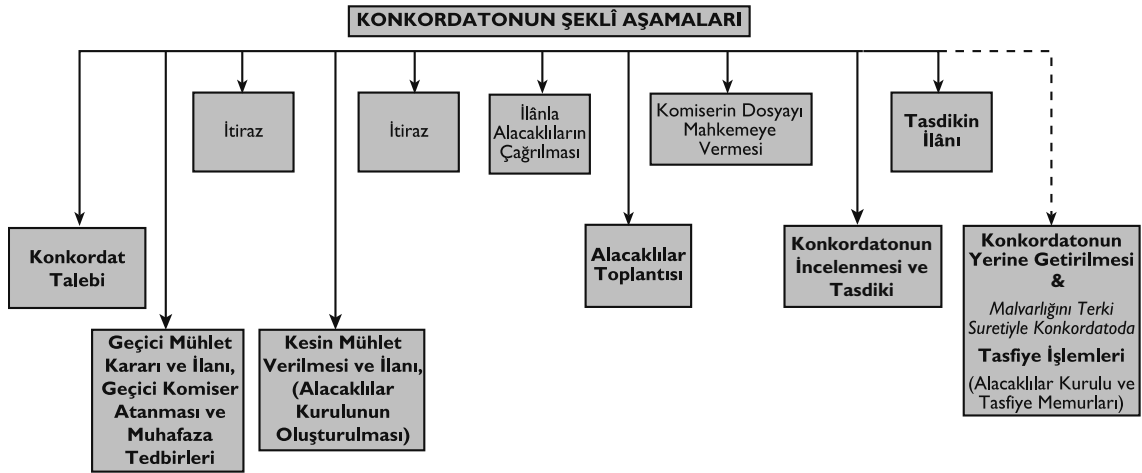 KONKORDATONUN ŞEKLÎ AŞAMALARI
Konkordat
Talebi
Geçici Mühlet
Kararı ve İlanı,
Geçici Komiser
Atanması ve
Muhafaza
Tedbirleri
İtiraz
Kesin Mühlet
Verilmesi ve İlanı,
(Alacaklılar
Kurulunun
Oluşturulması)
İtiraz
İlânla
Alacaklıların
Çağrılması
Alacaklılar
Toplantısı
Komiserin Dosyayı
Mahkemeye
Vermesi
Konkordatonun
İncelenmesi ve
Tasdiki
Tasdikin
İlânı
Konkordatonun
Yerine Getirilmesi
&
Malvarlığını Terki
Suretiyle Konkordatoda
Tasfiye İşlemleri
(Alacaklılar Kurulu ve
Tasfiye Memurları)